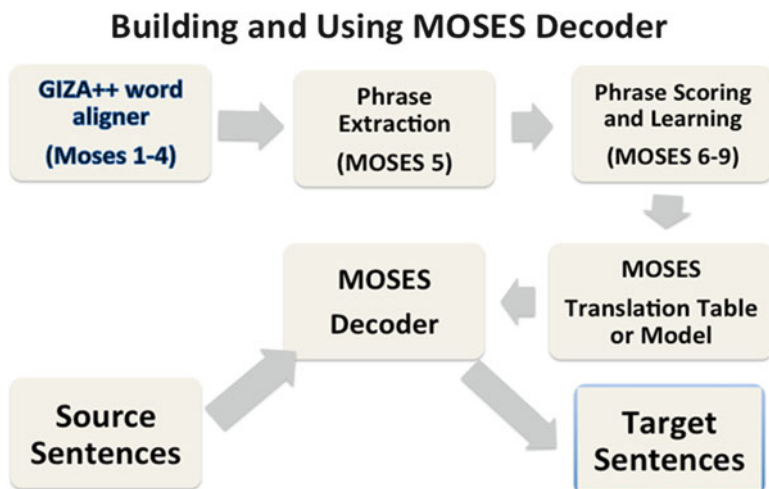 Building and Using MOSES Decoder
GIZA++ word
aligner
(Moses 1-4)
Phrase
Extraction
(MOSES 5)
Phrase Scoring
and Learning
(MOSES 6-9)
MOSES
Decoder
MOSES
Translation Table
or Model
Source
Sentences
Target
Sentences